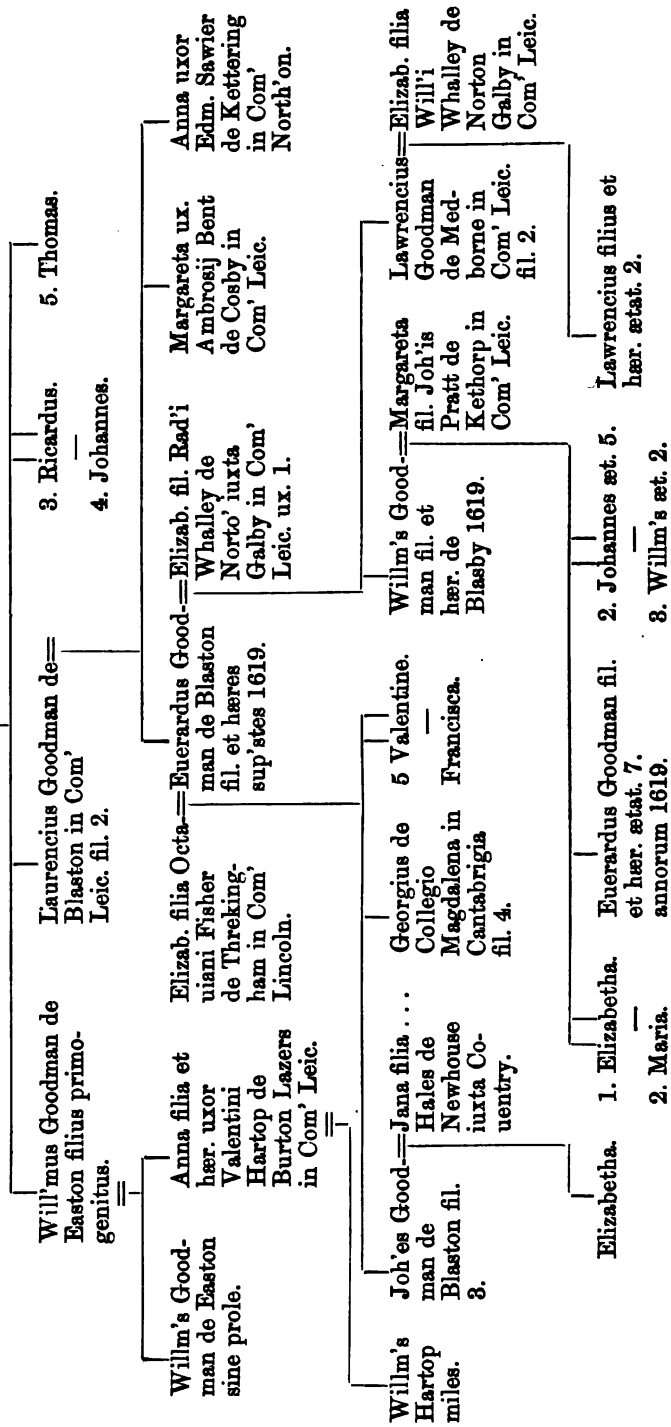 Will'mus Goodman de
Easton filius primo-
genitus.
Laurencius Goodman de
Blaston in Com'
Leic. fil. 2.
3. Ricardus.
4. Johannes.
5. Thomas.
Willm's Good-
man de Easton
sine prole.
Anna filia et
hær. uxor
Valentini
Hartop de
Burton Lazers
in Com' Leic.
Elizab. filia Octa-
uiani Fisher
de Threking-
ham in Com'
Lincoln.
Euerardus Good-
man de Blaston
fil. et hæres
sup'stes 1619.
Elizab. fil. Rad'i
Whalley de
Norto' iuxta
Galby in Com'
Leic. ux. 1.
Margareta ux.
Ambrosij Bent
de Cosby in
Com' Leic.
Anna uxor
Edm. Sawier
de Kettering
in Com'
North'on.
Willm's
Hartop
miles.
Joh'es Good-
man de
Blaston fil.
3.
Jana filia ...
Hales de
Newhouse
iuxta Co-
uentry.
Georgius de
Collegio
Magdalena in
Cantabrigia
fil. 4.
5 Valentine.
Francisca.
Willm's Good-
man fil. et
hær. de
Blasby 1619.
Margareta
fil. Joh'is
Pratt de
Kethorp in
Com' Leic.
Lawrencius
Goodman
de Med-
borne in
Com' Leic.
fil. 2.
Elizab. filia
Will'i
Whalley de
Norton
Galby in
Com' Leic.
Elizabetha.
1. Elizabetha.
2. Maria.
Euerardus Goodman fil.
et hær. ætat. 7.
annorum 1619.
2. Johannes æt. 5.
3. Willm's æt. 2.
Lawrencius filius et
hær. ætat. 2.